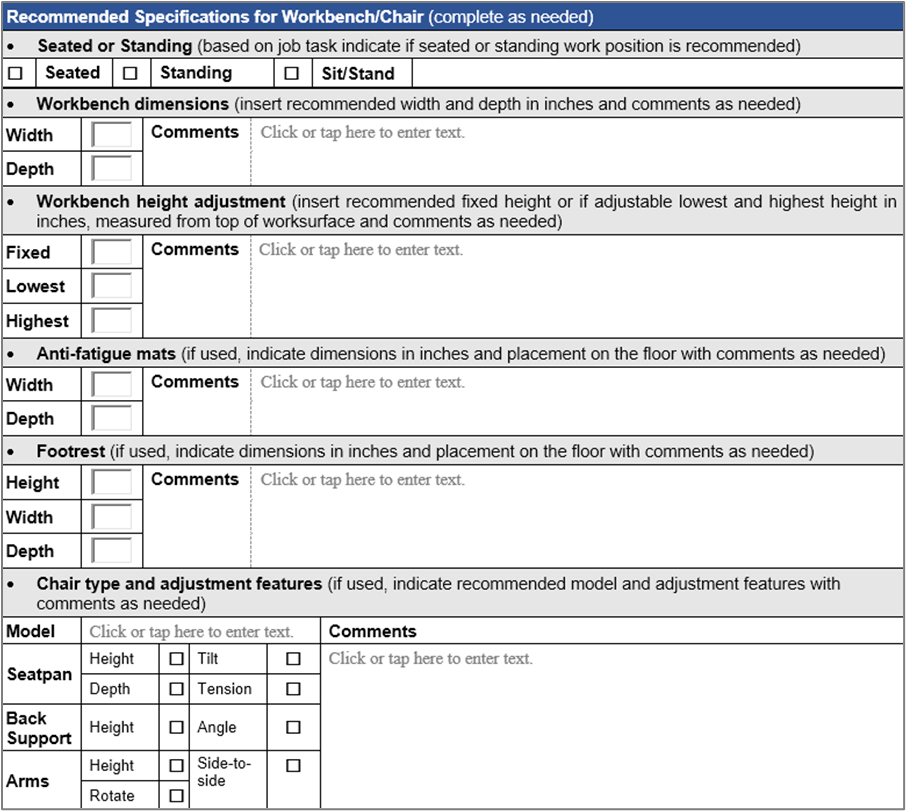 Recommended Specifications for Workbench/Chair (complete as needed)
• Seated or Standing (based on job task indicate if seated or standing work position is recommended)
☐ Seated ☐ Standing ☐ Sit/Stand
• Workbench dimensions (insert recommended width and depth in inches and comments as needed)
Width Comments Click or tap here to enter text.
Depth
• Workbench height adjustment (insert recommended fixed height or if adjustable lowest and highest height in
inches, measured from top of worksurface and comments as needed)
Fixed Comments Click or tap here to enter text.
Lowest
Highest
• Anti-fatigue mats (if used, indicate dimensions in inches and placement on the floor with comments as needed)
Width Comments Click or tap here to enter text.
Depth
• Footrest (if used, indicate dimensions in inches and placement on the floor with comments as needed)
Height Comments Click or tap here to enter text.
Width
Depth
• Chair type and adjustment features (if used, indicate recommended model and adjustment features with
comments as needed)
Model Click or tap here to enter text. Comments
Seatpan Height ☐ Tilt ☐ Click or tap here to enter text.
Depth ☐ Tension ☐
Back
Support Height ☐ Angle ☐
Arms Height ☐ Side-to-
side ☐
Rotate ☐